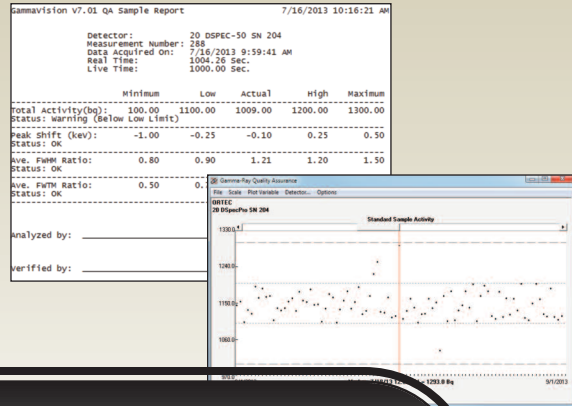 GammaVision V7.01 QA Sample Report 7/16/2013 10:16:21 AM
Detector: 20 DSPEC-50 SN 204
Measurement Number: 288
Data Acquired On: 7/16/2013 9:59:41 AM
Real Time: 1004.26 Sec.
Live Time: 1000.00 Sec.
Minimum Low Actual High Maximum
Total Activity(bq): 100.00 1100.00 1009.00 1200.00 1300.00
Status: Warning (Below Low Limit)
Peak Shift (keV): -1.00 -0.25 -0.10 0.25 0.50
Status: OK
Ave. FWHM Ratio: 0.80 0.90 1.21 1.20 1.50
Status: OK
Ave. FWTM Ratio: 0.50
Status: OK
Analyzed by:
Verified by:
Gamma-Ray Quality Assurance
File Scale Plot Variable Detector... Options
ORTEC
20 DSpecPro SN 204
Standard Sample Activity
1330.0
1240.0
1150.0
1060.0
970.0
= 1293.0 Bq
9/1/2013